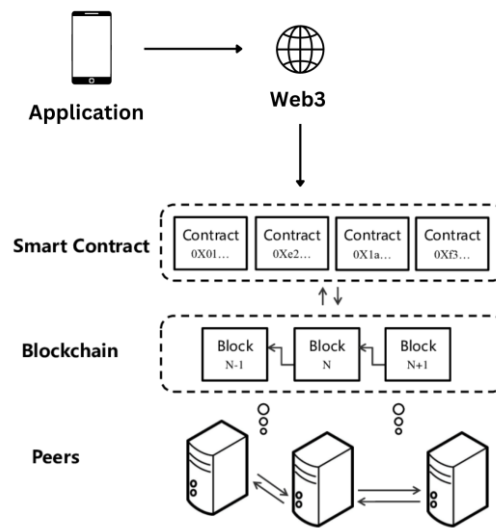 Application
Web3
Smart Contract
Contract
0X01...
Contract
0Xe2...
Contract
0X1a...
Contract
0Xf3...
Blockchain
Block
N-1
Block
N
Block
N+1
Peers